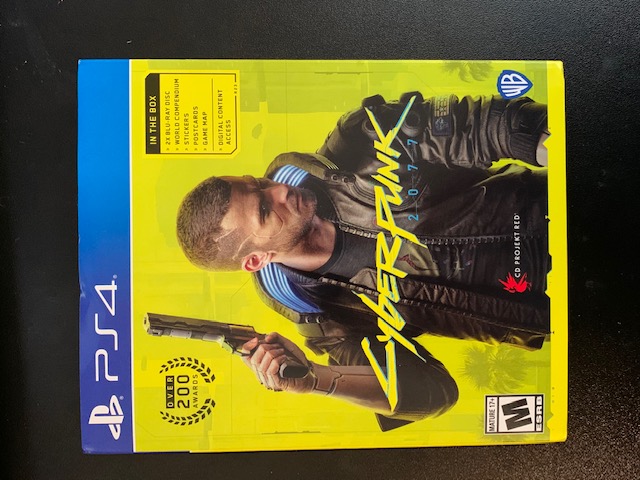 PS4
OVER
200
AWARDS
IN THE BOX
2X BLU-RAY DISC
WORLD COMPENDIUM
STICKERS
POSTCARDS
GAME MAP
DIGITAL CONTENT
ACCESS
CYBERPUNK
2077
MATURE 17+
M
ESRB
CD PROJEKT RED
WB